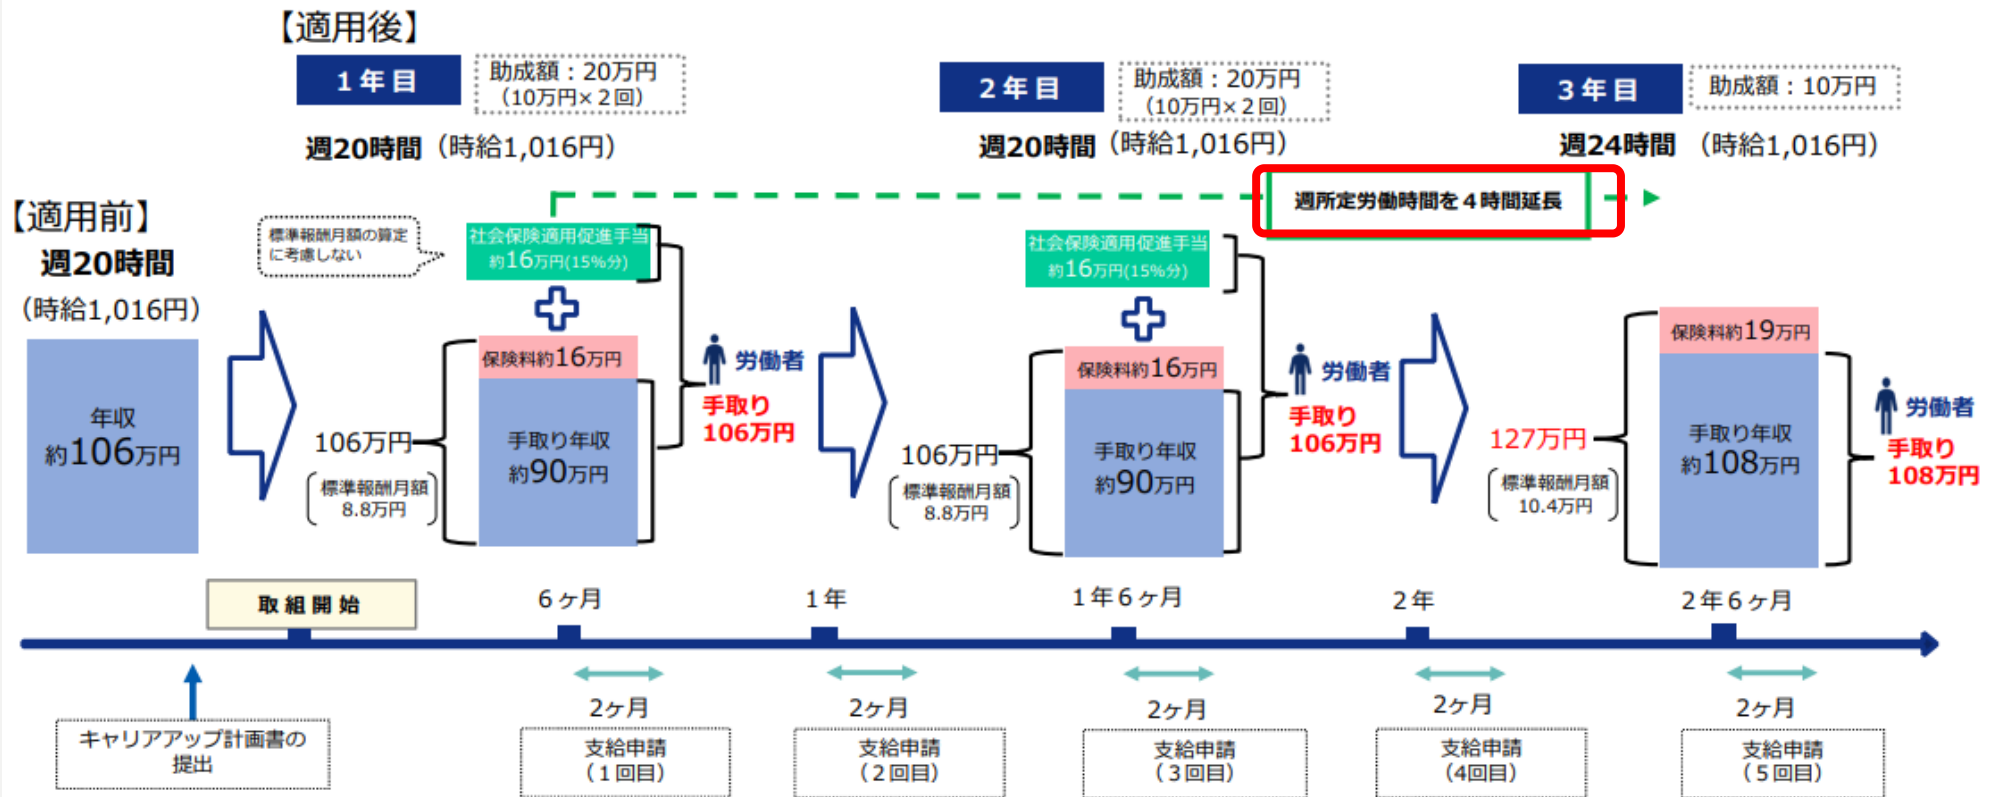 【適用後】
１年目
助成額：20万円
（10万円×２回）
週20時間（時給1,016円）
２年目
助成額：20万円
（10万円×２回）
週20時間（時給1,016円）
３年目
助成額：10万円
週24時間 （時給1,016円）
週所定労働時間を４時間延長
【適用前】
週20時間
（時給1,016円）
年収
約106万円
標準報酬月額の算定
に考慮しない
社会保険適用促進手当
約16万円(15%分)
保険料約16万円
手取り年収
約90万円
106万円
標準報酬月額
8.8万円
労働者
手取り
106万円
社会保険適用促進手当
約16万円(15%分)
保険料約16万円
手取り年収
約90万円
106万円
標準報酬月額
8.8万円
労働者
手取り
106万円
127万円
標準報酬月額
10.4万円
保険料約19万円
手取り年収
約108万円
労働者
手取り
108万円
取組開始
６ヶ月
１年
１年６ヶ月
２年
２年６ヶ月
キャリアアップ計画書の
提出
2ヶ月
支給申請
（１回目）
2ヶ月
支給申請
（２回目）
2ヶ月
支給申請
（３回目）
2ヶ月
支給申請
（4回目）
2ヶ月
支給申請
（５回目）